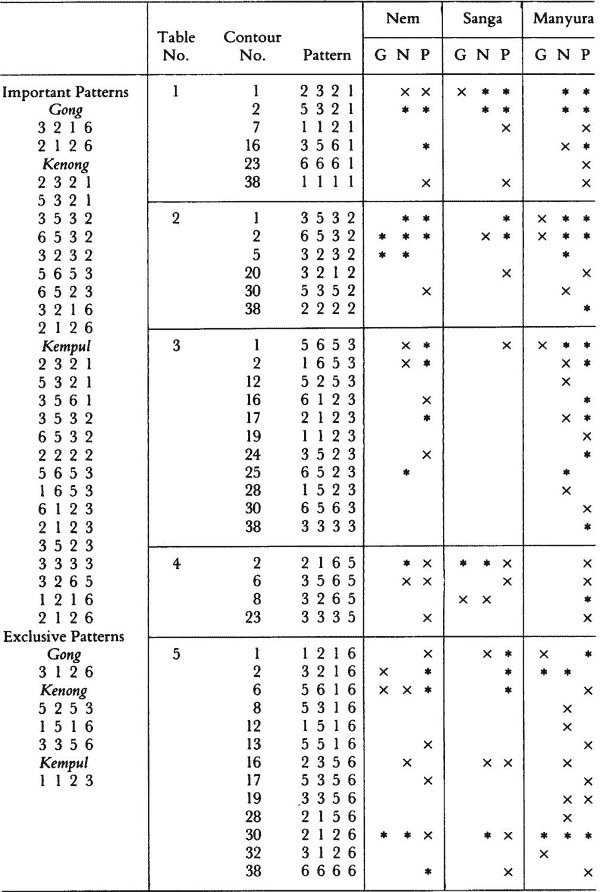 Nem Sanga Manyura
Table Contour
No. No. Pattern G N P G N P G N P
Important Patterns
Gong
3 2 1 6
2 1 2 6
Kenong
2 3 2 1
5 3 2 1
3 5 3 2
6 5 3 2
3 2 3 2
5 6 5 3
6 5 2 3
3 2 1 6
2 1 2 6
Kempul
2 3 2 1
5 3 2 1
3 5 6 1
3 5 3 2
6 5 3 2
2 2 2 2
5 6 5 3
1 6 5 3
6 1 2 3
2 1 2 3
3 5 2 3
3 3 3 3
3 2 6 5
1 2 1 6
2 1 2 6
Exclusive Patterns
Gong
3 1 2 6
Kenong
5 2 5 3
1 5 1 6
3 3 5 6
Kempul
1 1 2 3
1 1 2 3 2 1 × × × * * * *
2 5 3 2 1 * * * * * *
7 1 1 2 1 × ×
16 3 5 6 1 * × *
23 6 6 6 1 ×
38 1 1 1 1 × × ×
2 1 3 5 3 2 * * * × * *
2 6 5 3 2 * * * × * × * *
5 3 2 3 2 * * *
20 3 2 1 2 × ×
30 5 3 5 2 × ×
38 2 2 2 2 *
3 1 5 6 5 3 × * × × * *
2 1 6 5 3 × * × *
12 5 2 5 3 ×
16 6 1 2 3 × *
17 2 1 2 3 * × *
19 1 1 2 3 ×
24 3 5 2 3 × *
25 6 5 2 3 * *
28 1 5 2 3 ×
30 6 5 6 3 ×
38 3 3 3 3 *
4 2 2 1 6 5 * × * * × ×
6 3 5 6 5 × × × ×
8 3 2 6 5 × × *
23 3 3 3 5 × ×
5 1 1 2 1 6 × × * × *
2 3 2 1 6 × * * * *
6 5 6 1 6 × × * * ×
8 5 3 1 6 ×
12 1 5 1 6 ×
13 5 5 1 6 × ×
16 2 3 5 6 × × × ×
17 5 3 5 6 × ×
19 3 3 5 6 × ×
28 2 1 5 6 ×
30 2 1 2 6 * * × * × * * *
32 3 1 2 6 ×
38 6 6 6 6 * × ×